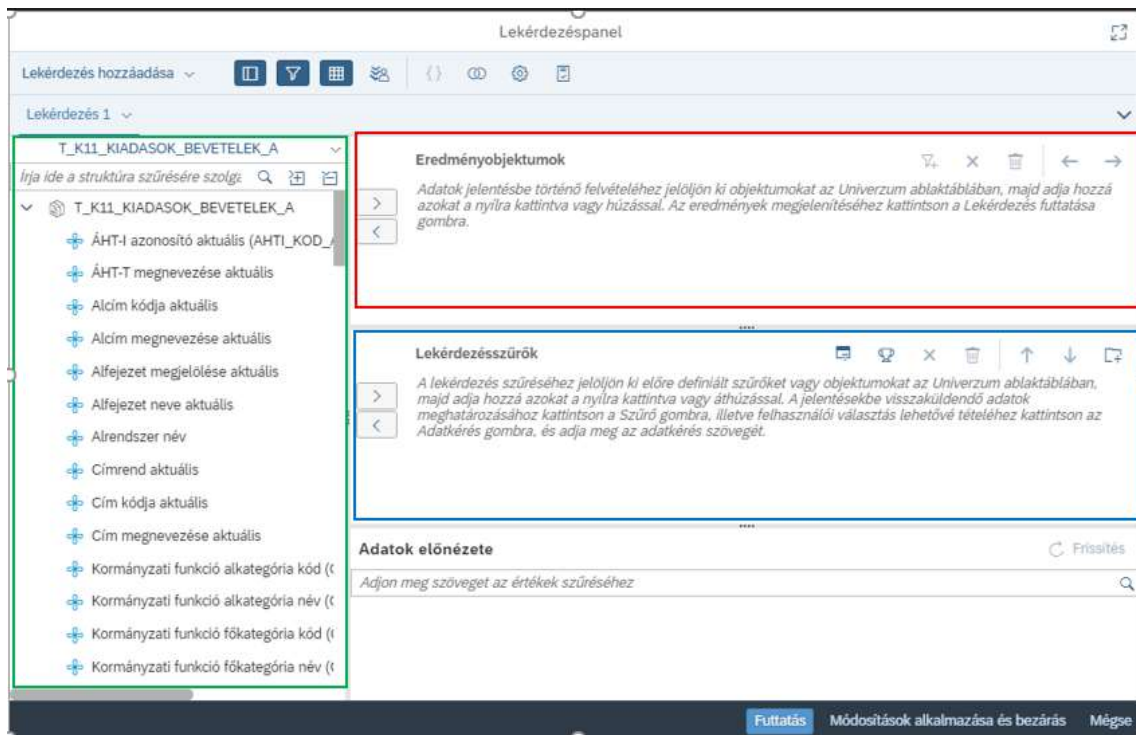 Lekérdezéspanel
Lekérdezés hozzáadása
Lekérdezés 1
T_K11_KIADASOK_BEVETELEK_A
Írja ide a struktúra szűrésére szolgá
T_K11_KIADASOK_BEVETELEK_A
ÁHT-I azonosító aktuális (AHTI_KOD_
ÁHT-T megnevezése aktuális
Alcím kódja aktuális
Alcím megnevezése aktuális
Alfejezet megjelölése aktuális
Alfejezet neve aktuális
Alrendszer név
Címrend aktuális
Cím kódja aktuális
Cím megnevezése aktuális
Kormányzati funkció alkategória kód (
Kormányzati funkció alkategória név (
Kormányzati funkció főkategória kód (
Kormányzati funkció főkategória név (
Eredményobjektumok
Adatok jelentésbe történő felvételéhez jelöljön ki objektumokat az Univerzum ablaktáblában, majd adja hozzá
azokat a nyílra kattintva vagy húzással. Az eredmények megjelenítéséhez kattintson a Lekérdezés futtatása
gombra.
Lekérdezésszűrők
A lekérdezés szűréséhez jelöljön ki előre definiált szűrőket vagy objektumokat az Univerzum ablaktáblában,
majd adja hozzá azokat a nyílra kattintva vagy áthúzással. A jelentésekbe visszaküldendő adatok
meghatározásához kattintson a Szűrő gombra, illetve felhasználói választás lehetővé tételéhez kattintson az
Adatkérés gombra, és adja meg az adatkérés szövegét.
Adatok előnézete
Frissítés
Adjon meg szöveget az értékek szűréséhez
Futtatás Módosítások alkalmazása és bezárás Mégse